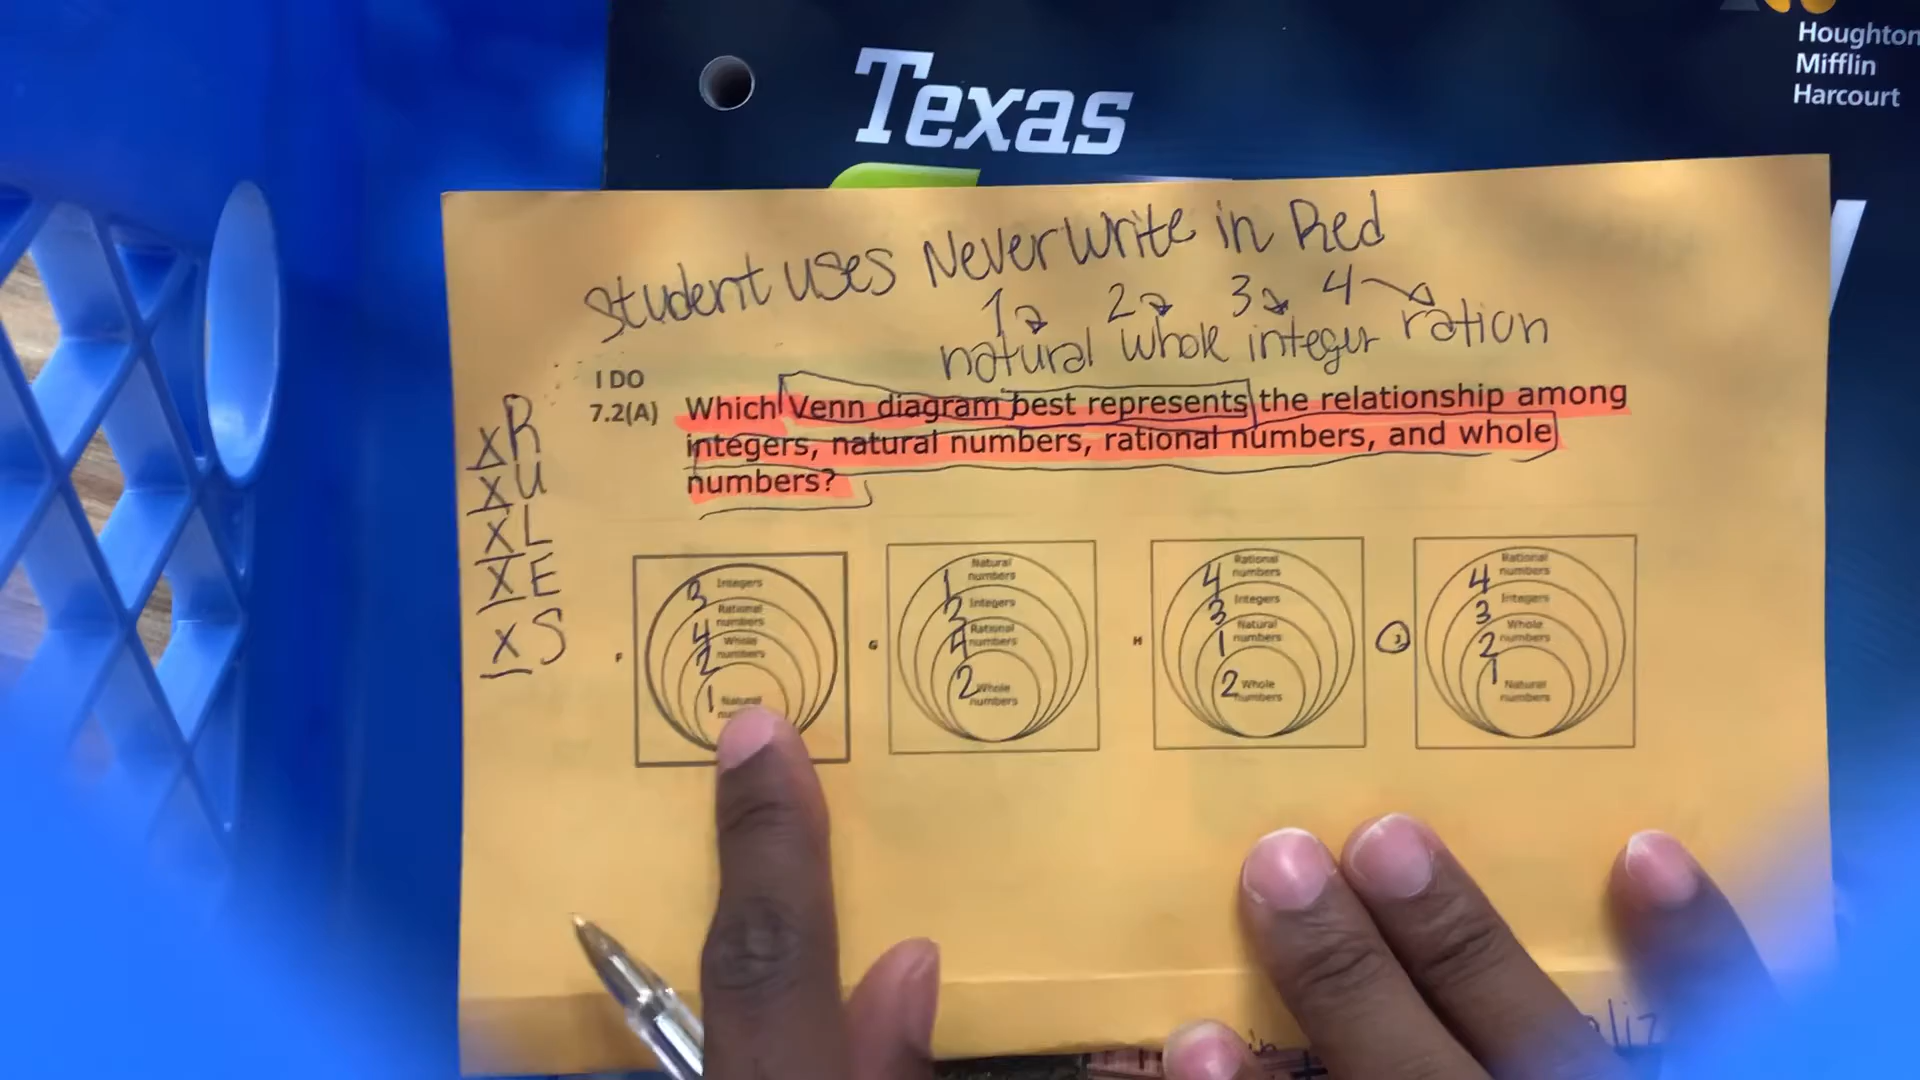 Houghton
Mifflin
Harcourt
Texas
Student uses Never Write in Red
1 2 3 4
natural whole integer ration
I DO
7.2(A)
Which Venn diagram best represents the relationship among
integers, natural numbers, rational numbers, and whole
numbers?
X R
X U
X L
X E
X S
F
3 Integers
4 Rational
numbers
2 Whole
numbers
1 Natural
G
1 Natural
numbers
3 Integers
4 Rational
numbers
2 Whole
numbers
H
4 Rational
numbers
3 Integers
1 Natural
numbers
2 Whole
numbers
J
4 Rational
numbers
3 Integers
2 Whole
numbers
1 Natural
numbers